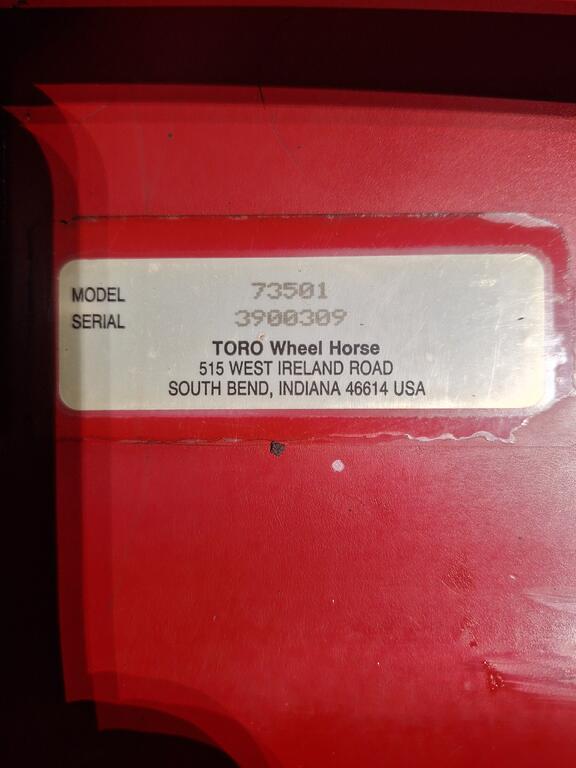 MODEL 73501
SERIAL 3900309
TORO Wheel Horse
515 WEST IRELAND ROAD
SOUTH BEND, INDIANA 46614 USA